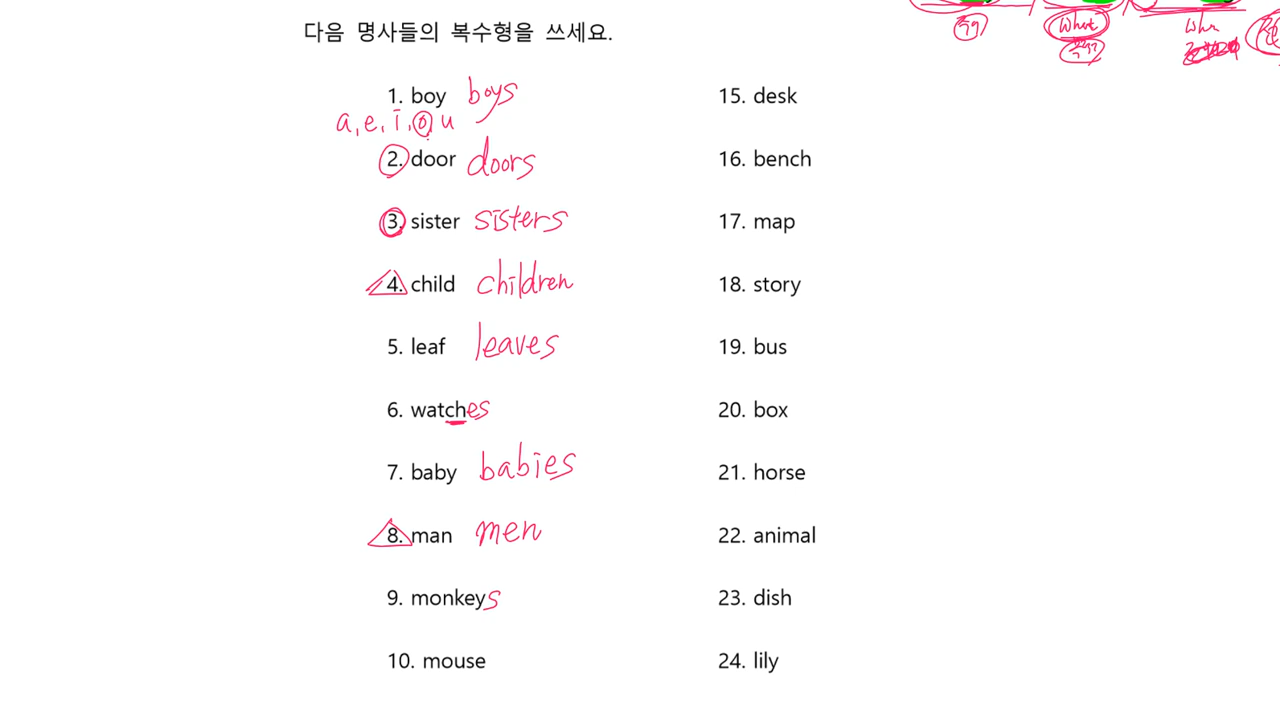 다음 명사들의 복수형을 쓰세요.
What
1. boy boys
a, e, i, o, u
2. door doors
3. sister sisters
4. child children
5. leaf leaves
6. watches
7. baby babies
8. man men
9. monkeys
10. mouse
15. desk
16. bench
17. map
18. story
19. bus
20. box
21. horse
22. animal
23. dish
24. lily